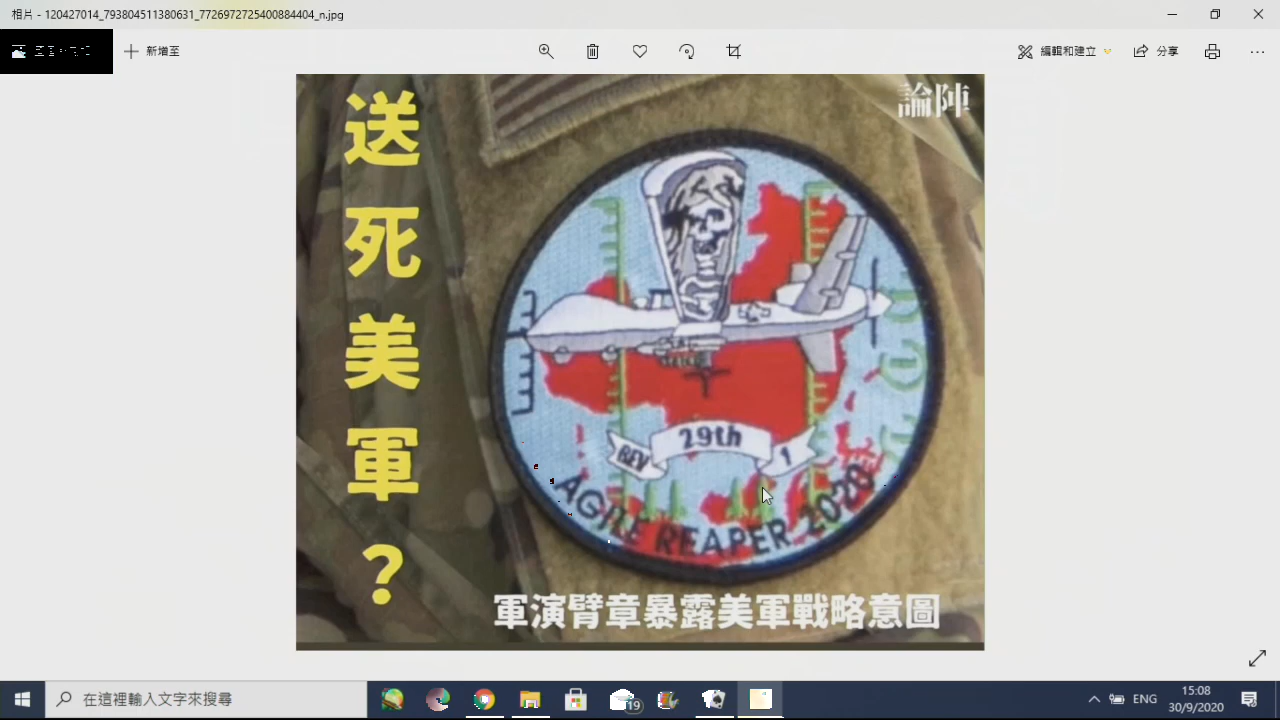 相片 - 120427014_793804511380631_7726972725400884404_n.jpg
新增至
編輯和建立
分享
論陣
送死美軍？
29th
BEV
1
AGILE REAPER 2020
軍演臂章暴露美軍戰略意圖
在這裡輸入文字來搜尋
19
ENG
15:08
30/9/2020